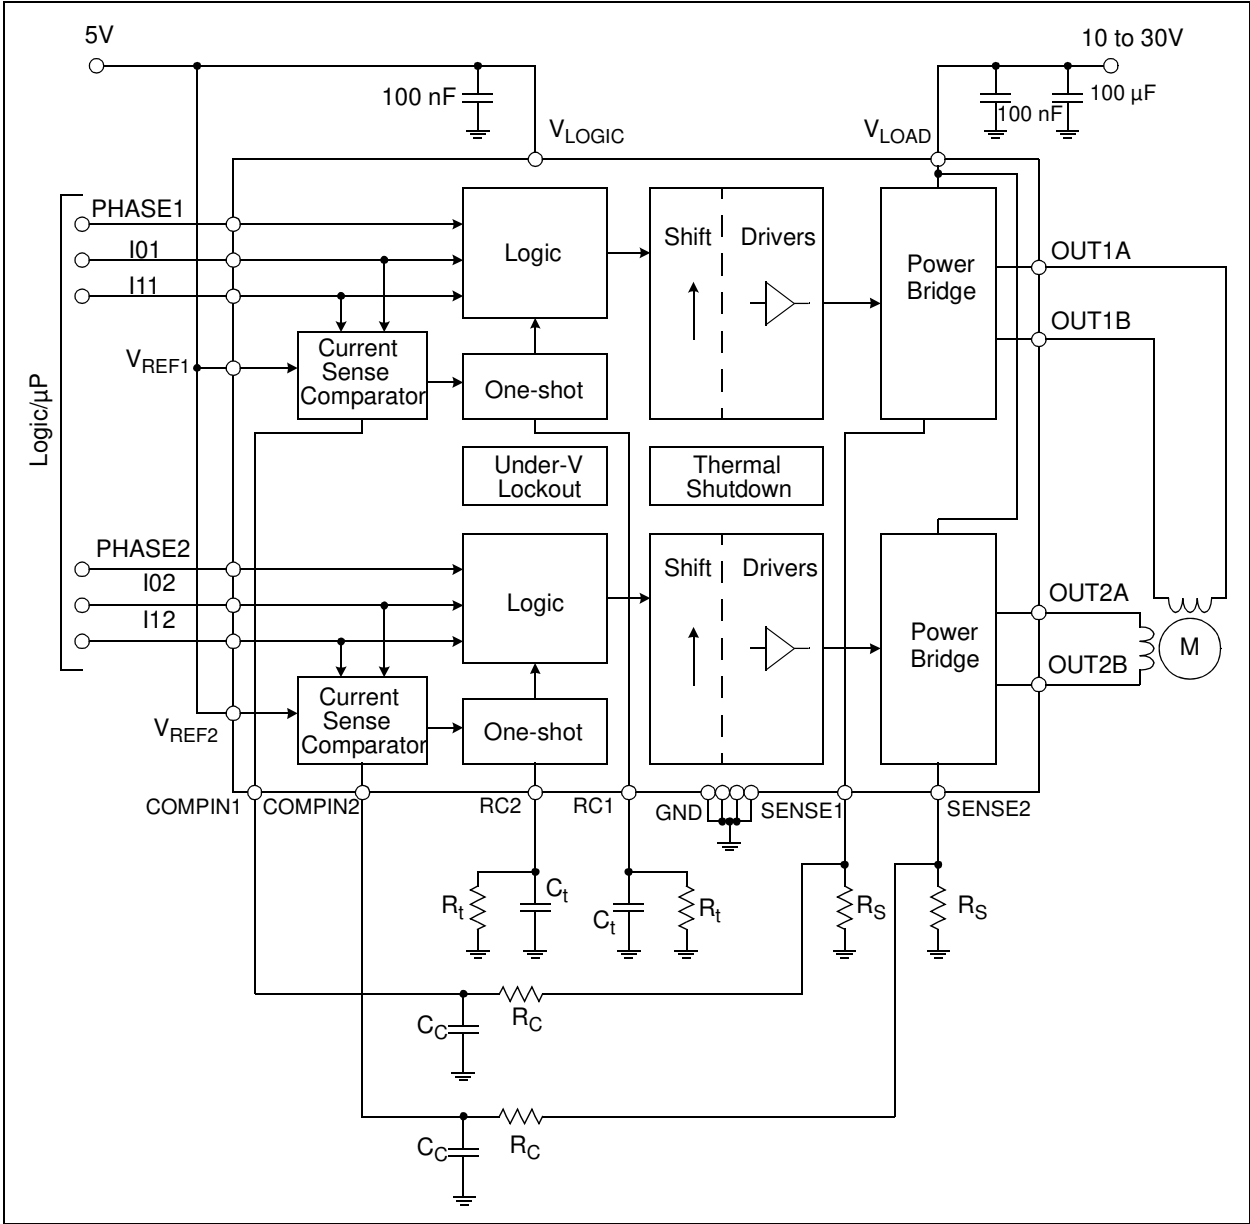 5V
10 to 30V
100 nF
100 nF
100 µF
VLOGIC
VLOAD
PHASE1
I01
I11
VREF1
Logic/µP
Logic
Shift
Drivers
Power
Bridge
OUT1A
OUT1B
Current
Sense
Comparator
One-shot
Under-V
Lockout
Thermal
Shutdown
PHASE2
I02
I12
VREF2
Logic
Shift
Drivers
Power
Bridge
OUT2A
OUT2B
M
Current
Sense
Comparator
One-shot
COMPIN1
COMPIN2
RC2
RC1
GND
SENSE1
SENSE2
Rt
Ct
Ct
Rt
RS
RS
CC
RC
CC
RC